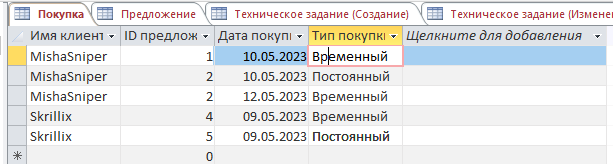 Покупка Предложение Техническое задание (Создание) Техническое задание (Измене
Имя клиент ID предлож Дата покупк Тип покупки Щелкните для добавления
MishaSniper 1 10.05.2023 Временный
MishaSniper 2 10.05.2023 Постоянный
MishaSniper 2 12.05.2023 Временный
Skrillix 4 09.05.2023 Временный
Skrillix 5 09.05.2023 Постоянный
* 0